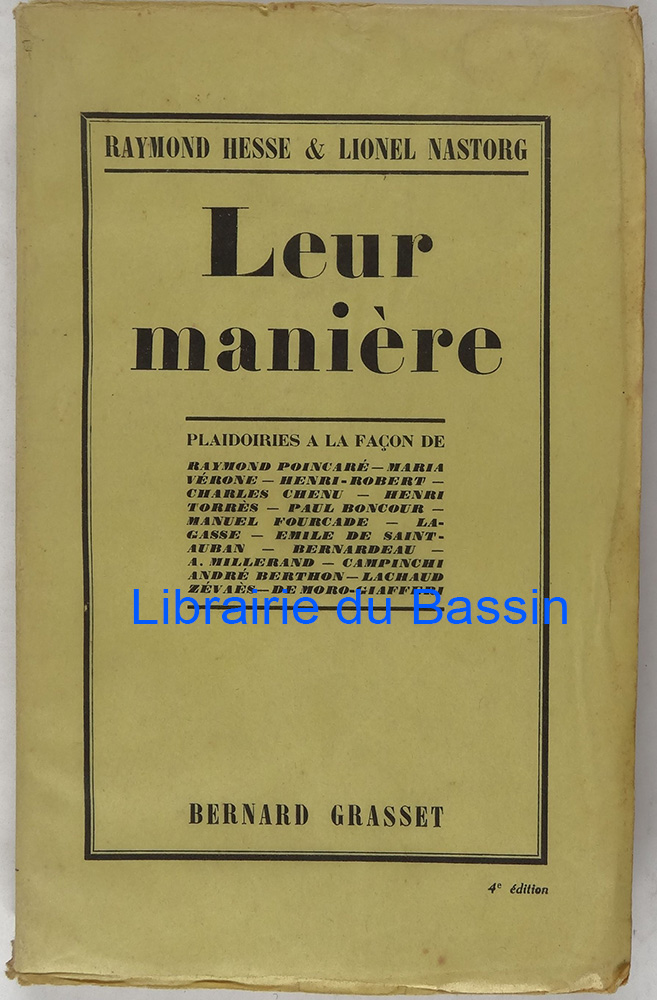 RAYMOND HESSE & LIONEL NASTORG
Leur
manière
PLAIDOIRIES A LA FAÇON DE
RAYMOND POINCARÉ — MARIA
VÉRONE — HENRI-ROBERT —
CHARLES CHENU — HENRI
TORRÈS — PAUL BONCOUR —
MANUEL FOURCADE — LA-
GASSE — EMILE DE SAINT-
AUBAN — BERNARDEAU —
A. MILLERAND — CAMPINCHI
ANDRÉ BERTHON — LACHAUD
ZÉVAÈS — DE MORO-GIAFFERI
Librairie du Bassin
BERNARD GRASSET
4e édition